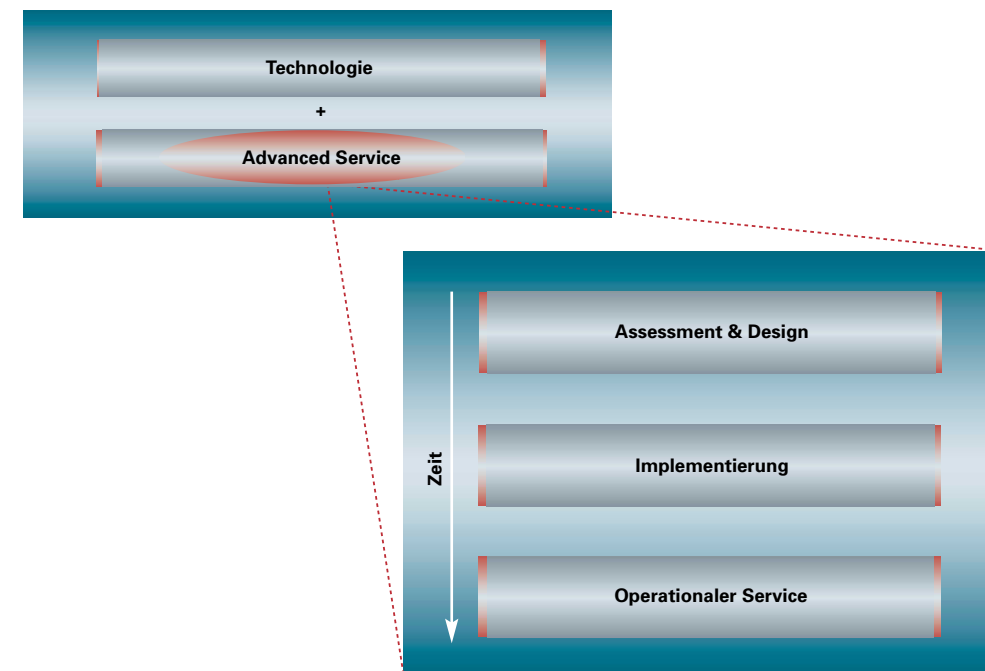 Technologie
+
Advanced Service
Assessment & Design
Zeit
Implementierung
Operationaler Service